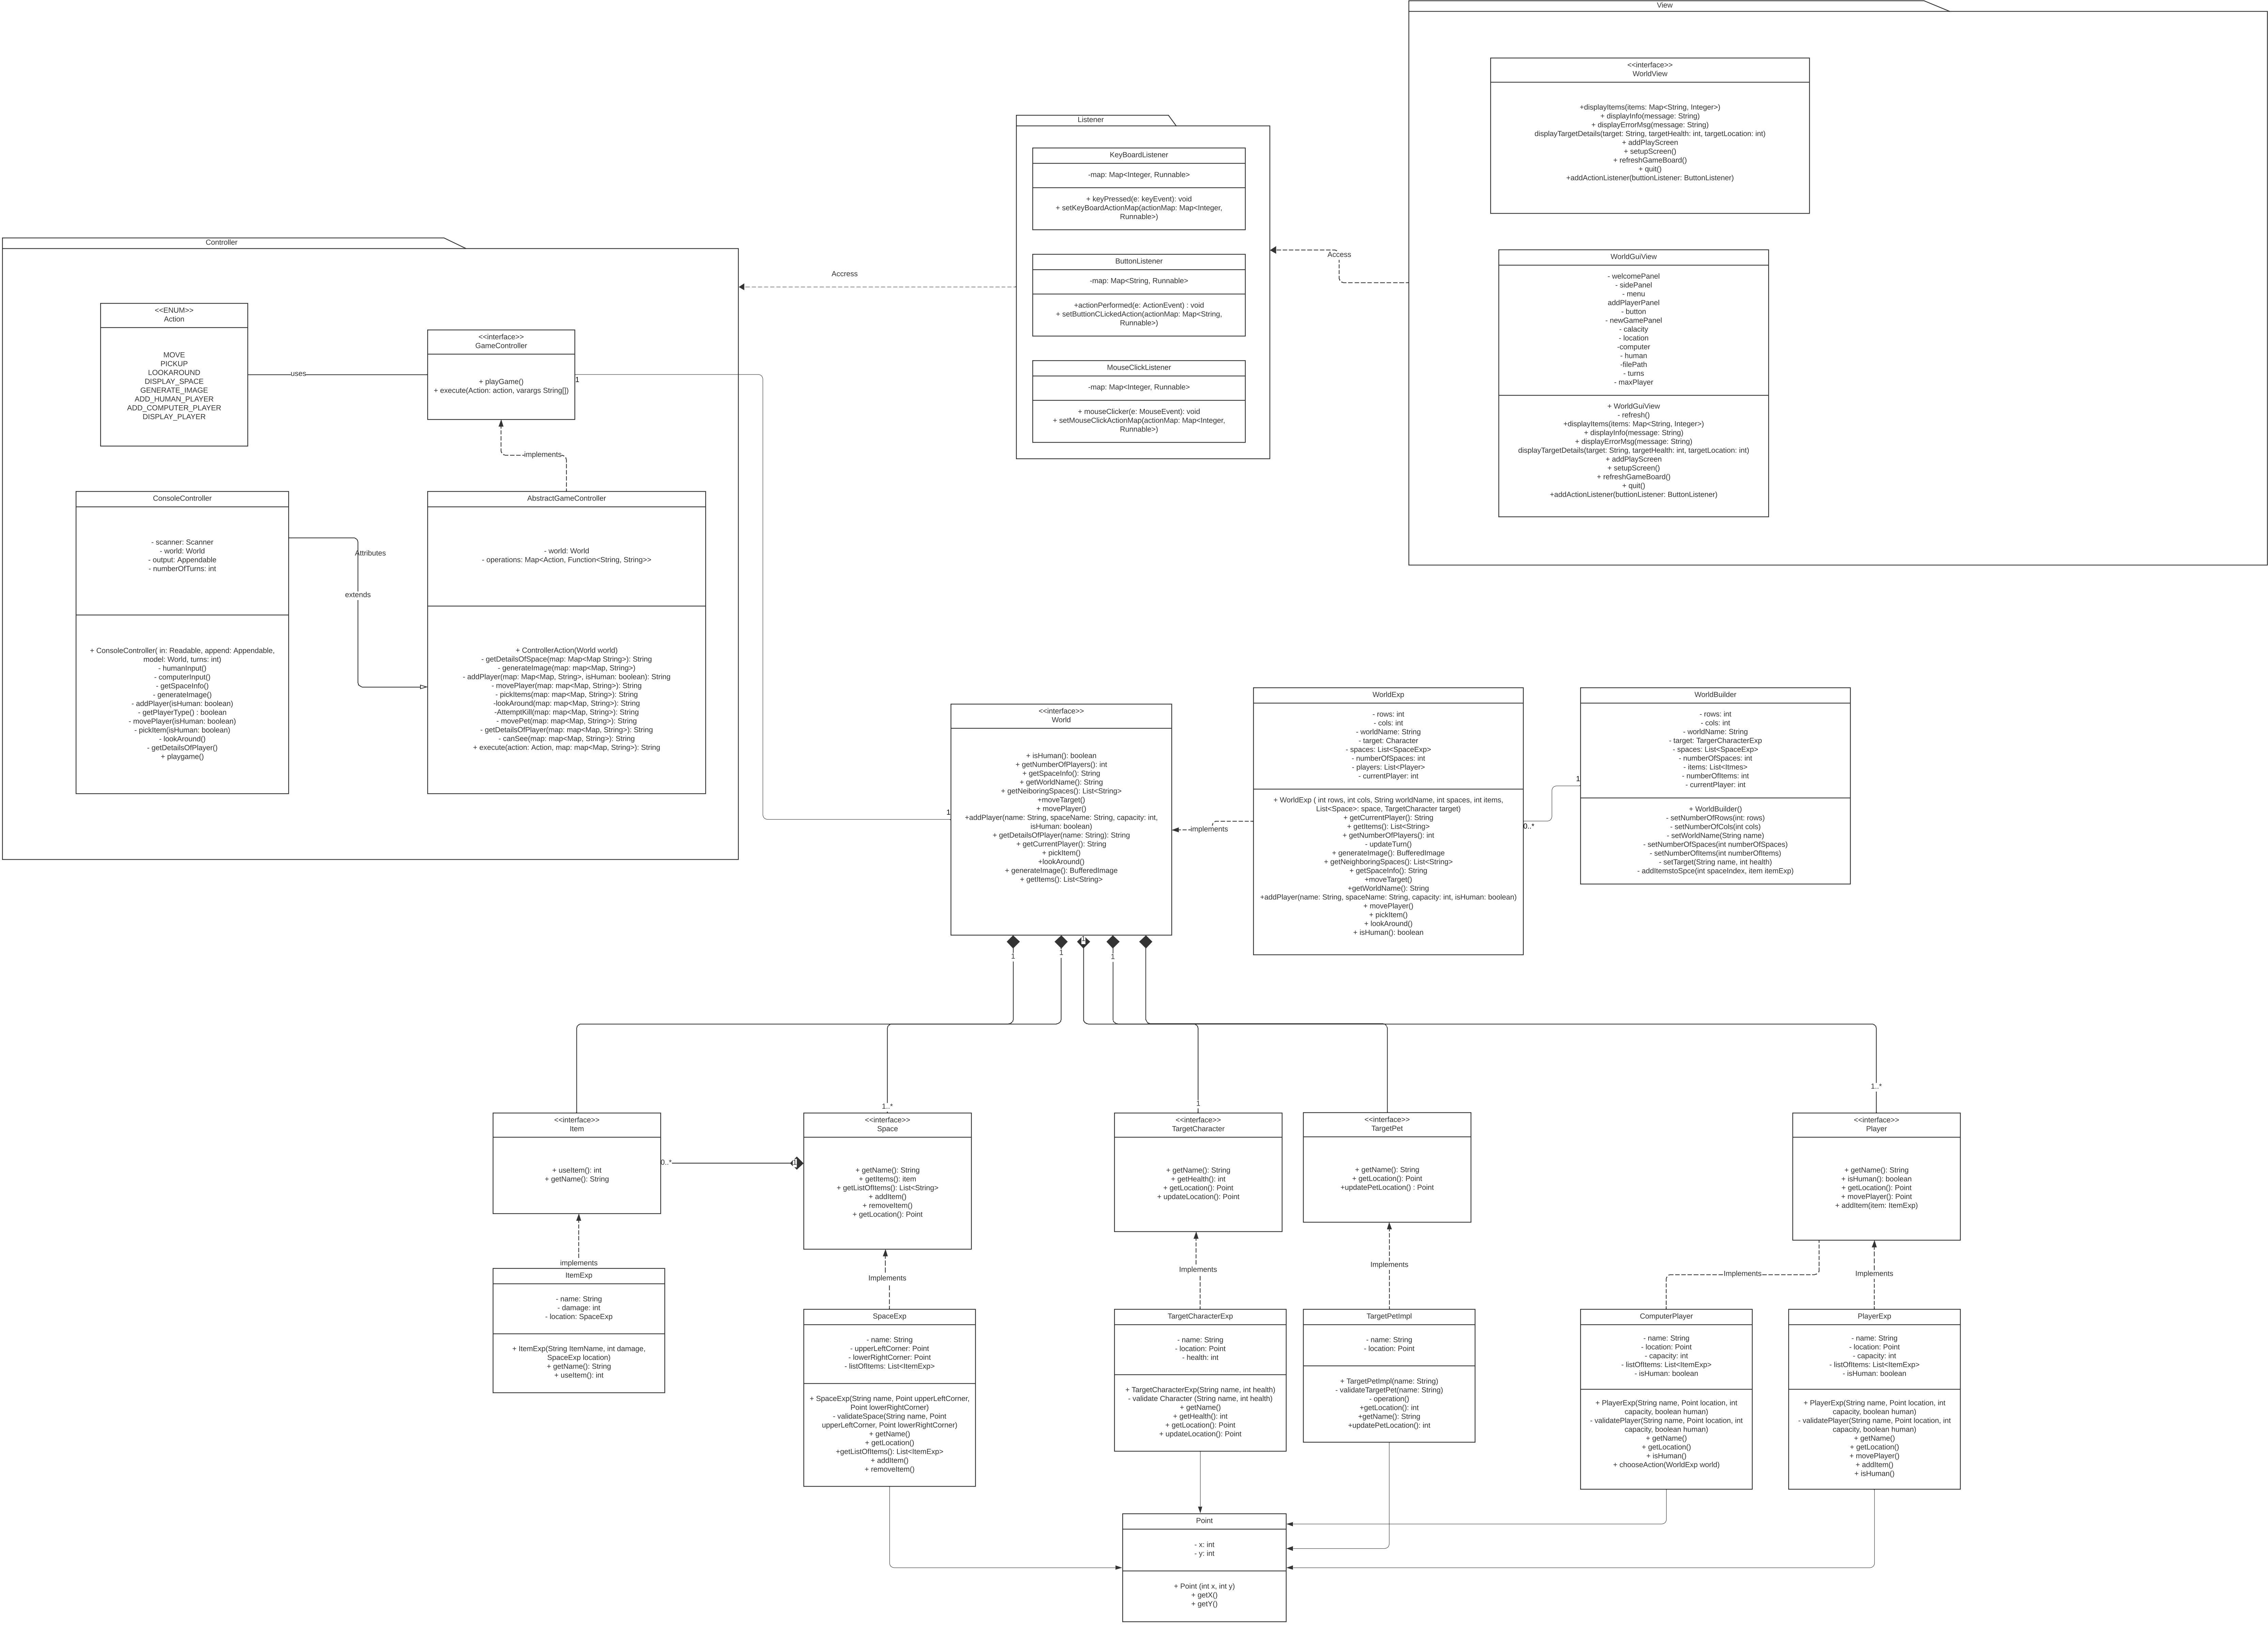 View
<<interface>>
WorldView
+displayItems(items: Map<String, Integer>)
+ displayInfo(message: String)
+ displayErrorMsg(message: String)
displayTargetDetails(target: String, targetHealth: int, targetLocation: int)
+ addPlayScreen
+ setupScreen()
+ refreshGameBoard()
+ quit()
+addActionListener(buttionListener: ButtonListener)
WorldGuiView
- welcomePanel
- sidePanel
- menu
addPlayerPanel
- button
- newGamePanel
- calacity
- location
-computer
- human
-filePath
- turns
- maxPlayer
+ WorldGuiView
- refresh()
+displayItems(items: Map<String, Integer>)
+ displayInfo(message: String)
+ displayErrorMsg(message: String)
displayTargetDetails(target: String, targetHealth: int, targetLocation: int)
+ addPlayScreen
+ setupScreen()
+ refreshGameBoard()
+ quit()
+addActionListener(buttionListener: ButtonListener)
Access
Listener
KeyBoardListener
-map: Map<Integer, Runnable>
+ keyPressed(e: keyEvent): void
+ setKeyBoardActionMap(actionMap: Map<Integer,
Runnable>)
ButtonListener
-map: Map<String, Runnable>
+actionPerformed(e: ActionEvent) : void
+ setButtionCLickedAction(actionMap: Map<String,
Runnable>)
MouseClickListener
-map: Map<Integer, Runnable>
+ mouseClicker(e: MouseEvent): void
+ setMouseClickActionMap(actionMap: Map<Integer,
Runnable>)
Accress
Controller
<<ENUM>>
Action
MOVE
PICKUP
LOOKAROUND
DISPLAY_SPACE
GENERATE_IMAGE
ADD_HUMAN_PLAYER
ADD_COMPUTER_PLAYER
DISPLAY_PLAYER
uses
<<interface>>
GameController
+ playGame()
+ execute(Action: action, varargs String[])
1
implements
ConsoleController
- scanner: Scanner
- world: World
- output: Appendable
- numberOfTurns: int
+ ConsoleController( in: Readable, append: Appendable,
model: World, turns: int)
- humanInput()
- computerInput()
- getSpaceInfo()
- generateImage()
- addPlayer(isHuman: boolean)
- getPlayerType() : boolean
- movePlayer(isHuman: boolean)
- pickItem(isHuman: boolean)
- lookAround()
- getDetailsOfPlayer()
+ playgame()
Attributes
extends
AbstractGameController
- world: World
- operations: Map<Action, Function<String, String>>
+ ControllerAction(World world)
- getDetailsOfSpace(map: Map<Map String>): String
- generateImage(map: map<Map, String>)
- addPlayer(map: Map<Map, String>, isHuman: boolean): String
- movePlayer(map: map<Map, String>): String
- pickItems(map: map<Map, String>): String
-lookAround(map: map<Map, String>): String
-AttemptKill(map: map<Map, String>): String
- movePet(map: map<Map, String>): String
- getDetailsOfPlayer(map: map<Map, String>): String
- canSee(map: map<Map, String>): String
+ execute(action: Action, map: map<Map, String>): String
1
<<interface>>
World
+ isHuman(): boolean
+ getNumberOfPlayers(): int
+ getSpaceInfo(): String
+ getWorldName(): String
+ getNeiboringSpaces(): List<String>
+moveTarget()
+ movePlayer()
+addPlayer(name: String, spaceName: String, capacity: int,
isHuman: boolean)
+ getDetailsOfPlayer(name: String): String
+ getCurrentPlayer(): String
+ pickItem()
+lookAround()
+ generateImage(): BufferedImage
+ getItems(): List<String>
implements
WorldExp
- rows: int
- cols: int
- worldName: String
- target: Character
- spaces: List<SpaceExp>
- numberOfSpaces: int
- players: List<Player>
- currentPlayer: int
+ WorldExp ( int rows, int cols, String worldName, int spaces, int items,
List<Space>: space, TargetCharacter target)
+ getCurrentPlayer(): String
+ getItems(): List<String>
+ getNumberOfPlayers(): int
- updateTurn()
+ generateImage(): BufferedImage
+ getNeighboringSpaces(): List<String>
+ getSpaceInfo(): String
+moveTarget()
+getWorldName(): String
+addPlayer(name: String, spaceName: String, capacity: int, isHuman: boolean)
+ movePlayer()
+ pickItem()
+ lookAround()
+ isHuman(): boolean
0..*
1
WorldBuilder
- rows: int
- cols: int
- worldName: String
- target: TargerCharacterExp
- spaces: List<SpaceExp>
- numberOfSpaces: int
- items: List<Itmes>
- numberOfItems: int
- currentPlayer: int
+ WorldBuilder()
- setNumberOfRows(int: rows)
- setNumberOfCols(int cols)
- setWorldName(String name)
- setNumberOfSpaces(int numberOfSpaces)
- setNumberOfItems(int numberOfItems)
- setTarget(String name, int health)
- addItemstoSpce(int spaceIndex, item itemExp)
1
1
1
1
<<interface>>
Item
+ useItem(): int
+ getName(): String
0..*
1
implements
ItemExp
- name: String
- damage: int
- location: SpaceExp
+ ItemExp(String ItemName, int damage,
SpaceExp location)
+ getName(): String
+ useItem(): int
1..*
<<interface>>
Space
+ getName(): String
+ getItems(): item
+ getListOfItems(): List<String>
+ addItem()
+ removeItem()
+ getLocation(): Point
Implements
SpaceExp
- name: String
- upperLeftCorner: Point
- lowerRightCorner: Point
- listOfItems: List<ItemExp>
+ SpaceExp(String name, Point upperLeftCorner,
Point lowerRightCorner)
- validateSpace(String name, Point
upperLeftCorner, Point lowerRightCorner)
+ getName()
+ getLocation()
+getListOfItems(): List<ItemExp>
+ addItem()
+ removeItem()
1
<<interface>>
TargetCharacter
+ getName(): String
+ getHealth(): int
+ getLocation(): Point
+ updateLocation(): Point
Implements
TargetCharacterExp
- name: String
- location: Point
- health: int
+ TargetCharacterExp(String name, int health)
- validate Character (String name, int health)
+ getName()
+ getHealth(): int
+ getLocation(): Point
+ updateLocation(): Point
<<interface>>
TargetPet
+ getName(): String
+ getLocation(): Point
+updatePetLocation() : Point
Implements
TargetPetImpl
- name: String
- location: Point
+ TargetPetImpl(name: String)
- validateTargetPet(name: String)
- operation()
+getLocation(): int
+getName(): String
+updatePetLocation(): int
1..*
<<interface>>
Player
+ getName(): String
+ isHuman(): boolean
+ getLocation(): Point
+ movePlayer(): Point
+ addItem(item: ItemExp)
Implements
Implements
ComputerPlayer
- name: String
- location: Point
- capacity: int
- listOfItems: List<ItemExp>
- isHuman: boolean
+ PlayerExp(String name, Point location, int
capacity, boolean human)
- validatePlayer(String name, Point location, int
capacity, boolean human)
+ getName()
+ getLocation()
+ isHuman()
+ chooseAction(WorldExp world)
PlayerExp
- name: String
- location: Point
- capacity: int
- listOfItems: List<ItemExp>
- isHuman: boolean
+ PlayerExp(String name, Point location, int
capacity, boolean human)
- validatePlayer(String name, Point location, int
capacity, boolean human)
+ getName()
+ getLocation()
+ movePlayer()
+ addItem()
+ isHuman()
Point
- x: int
- y: int
+ Point (int x, int y)
+ getX()
+ getY()